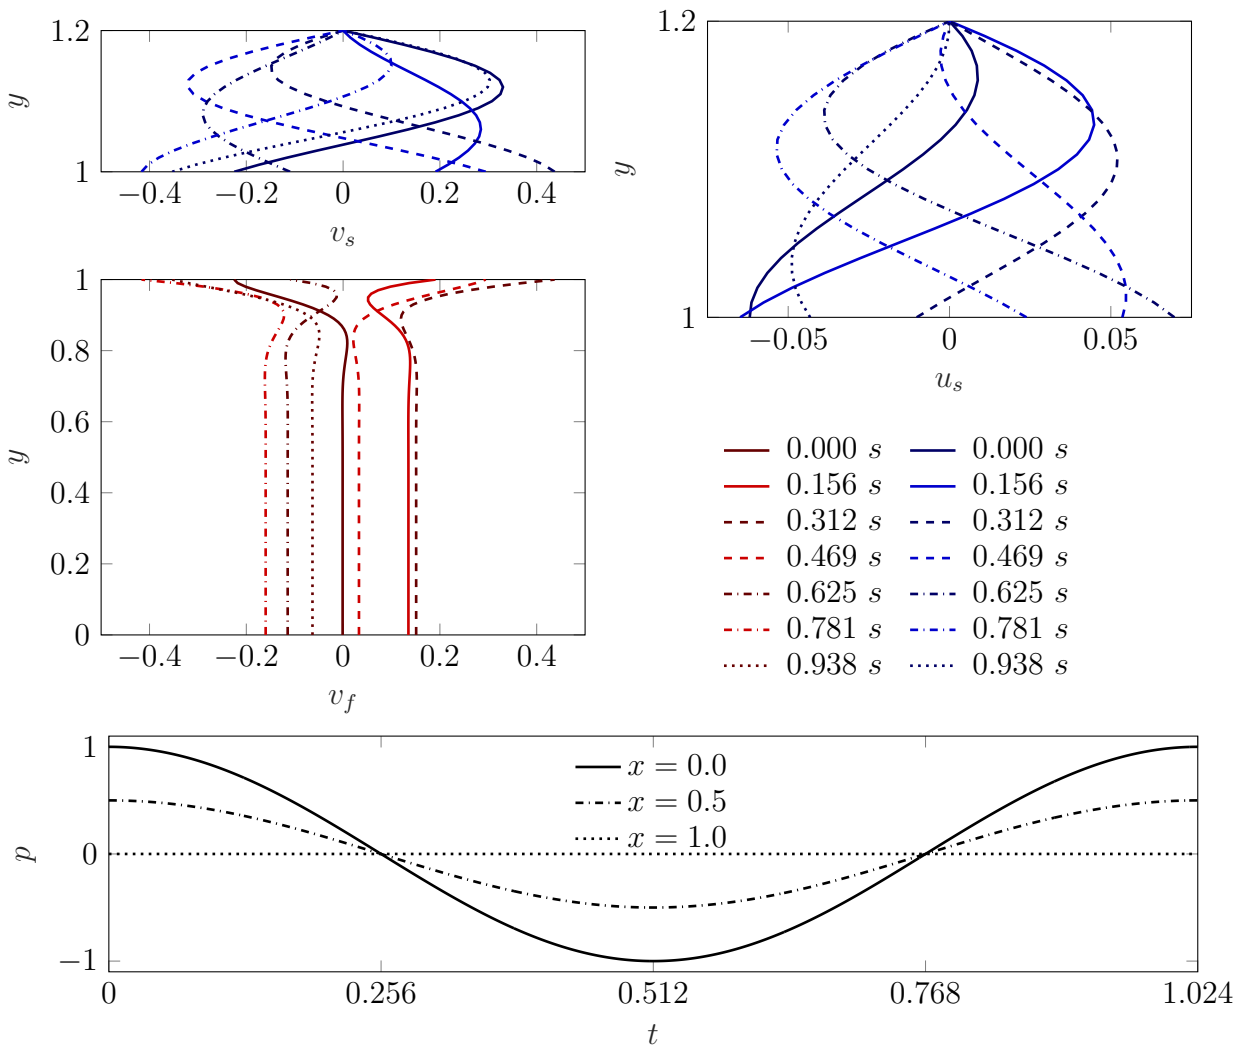 1.2
1
y
−0.4 −0.2 0 0.2 0.4
v_s
1.2
1
y
−0.05 0 0.05
u_s
1
0.8
0.6
0.4
0.2
0
y
−0.4 −0.2 0 0.2 0.4
v_f
0.000 s 0.000 s
0.156 s 0.156 s
0.312 s 0.312 s
0.469 s 0.469 s
0.625 s 0.625 s
0.781 s 0.781 s
0.938 s 0.938 s
1
0
−1
p
x = 0.0
x = 0.5
x = 1.0
0 0.256 0.512 0.768 1.024
t